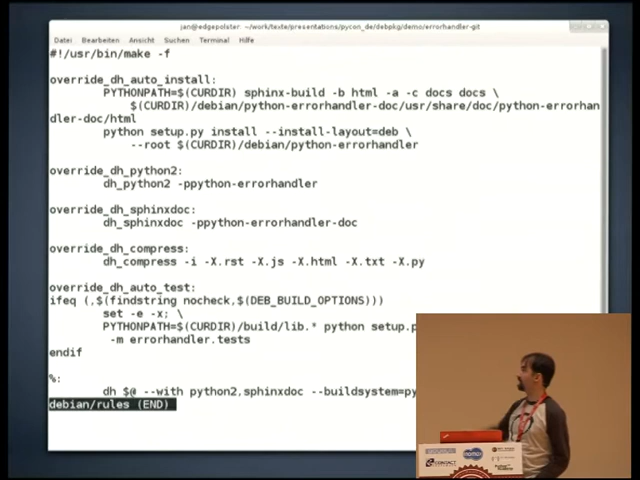 jan@edgepolster: ~/work/texte/presentations/pycon_de/debpkg/demo/errorhandler-git
Datei Bearbeiten Ansicht Suchen Terminal Hilfe
#!/usr/bin/make -f
override_dh_auto_install:
PYTHONPATH=$(CURDIR) sphinx-build -b html -a -c docs docs \
$(CURDIR)/debian/python-errorhandler-doc/usr/share/doc/python-errorhan
dler-doc/html
python setup.py install --install-layout=deb \
--root $(CURDIR)/debian/python-errorhandler
override_dh_python2:
dh_python2 -ppython-errorhandler
override_dh_sphinxdoc:
dh_sphinxdoc -ppython-errorhandler-doc
override_dh_compress:
dh_compress -i -X.rst -X.js -X.html -X.txt -X.py
override_dh_auto_test:
ifeq (,$(findstring nocheck,$(DEB_BUILD_OPTIONS)))
set -e -x; \
PYTHONPATH=$(CURDIR)/build/lib.* python setup.p
-m errorhandler.tests
endif
%:
dh $@ --with python2,sphinxdoc --buildsystem=py
debian/rules (END)